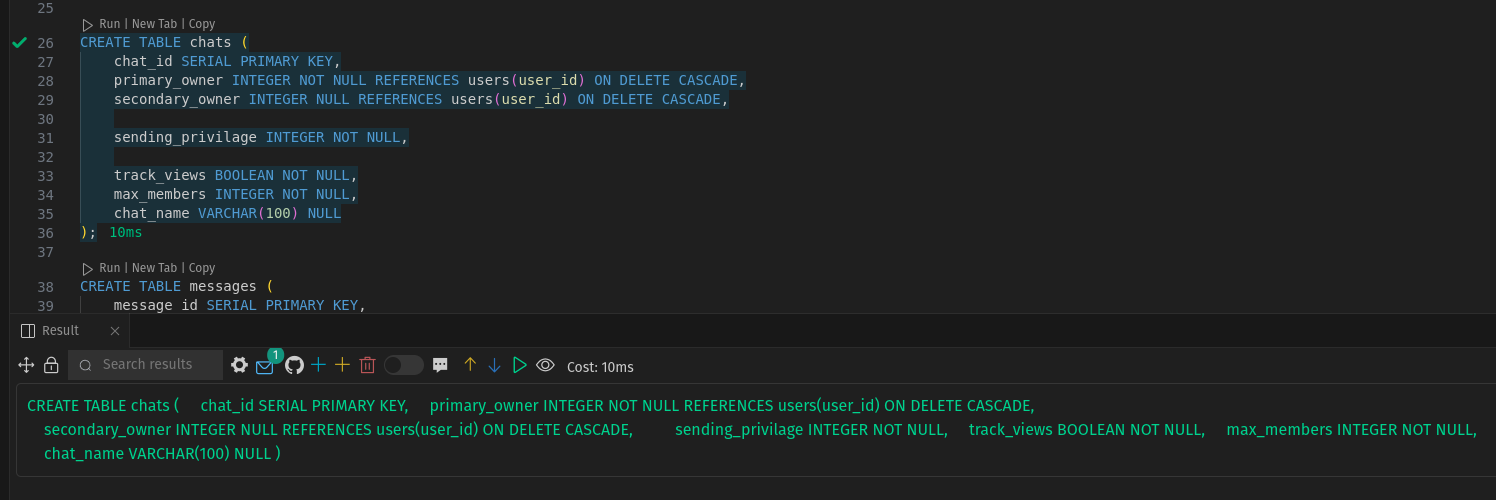 25
Run | New Tab | Copy
26 CREATE TABLE chats (
27 chat_id SERIAL PRIMARY KEY,
28 primary_owner INTEGER NOT NULL REFERENCES users(user_id) ON DELETE CASCADE,
29 secondary_owner INTEGER NULL REFERENCES users(user_id) ON DELETE CASCADE,
30
31 sending_privilage INTEGER NOT NULL,
32
33 track_views BOOLEAN NOT NULL,
34 max_members INTEGER NOT NULL,
35 chat_name VARCHAR(100) NULL
36 ); 10ms
37
Run | New Tab | Copy
38 CREATE TABLE messages (
39 message_id SERIAL PRIMARY KEY,
Result
Search results 1 Cost: 10ms
CREATE TABLE chats ( chat_id SERIAL PRIMARY KEY, primary_owner INTEGER NOT NULL REFERENCES users(user_id) ON DELETE CASCADE,
secondary_owner INTEGER NULL REFERENCES users(user_id) ON DELETE CASCADE, sending_privilage INTEGER NOT NULL, track_views BOOLEAN NOT NULL, max_members INTEGER NOT NULL,
chat_name VARCHAR(100) NULL )